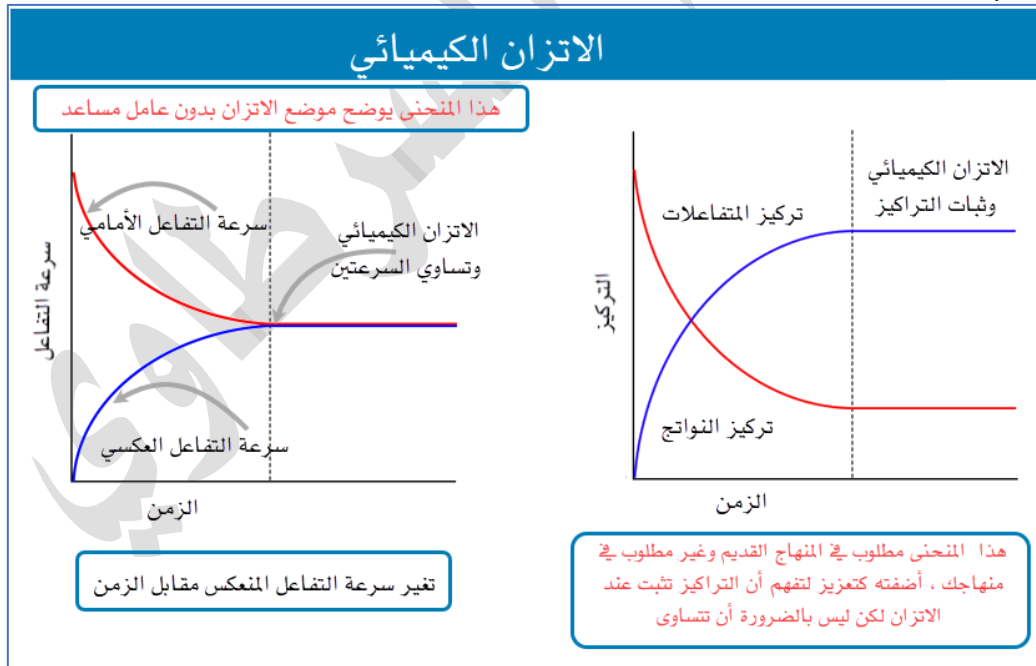 الاتزان الكيميائي
هذا المنحنى يوضح موضع الاتزان بدون عامل مساعد
الاتزان الكيميائي
وثبات التراكيز
تركيز المتفاعلات
التركيز
تركيز النواتج
الزمن
هذا المنحنى مطلوب في المنهاج القديم وغير مطلوب في
منهاجك ، أضفته كتعزيز لتفهم أن التراكيز تثبت عند
الاتزان لكن ليس بالضرورة أن تتساوى
سرعة التفاعل الأمامي
الاتزان الكيميائي
وتساوي السرعتين
سرعة التفاعل
سرعة التفاعل العكسي
الزمن
تغير سرعة التفاعل المنعكس مقابل الزمن